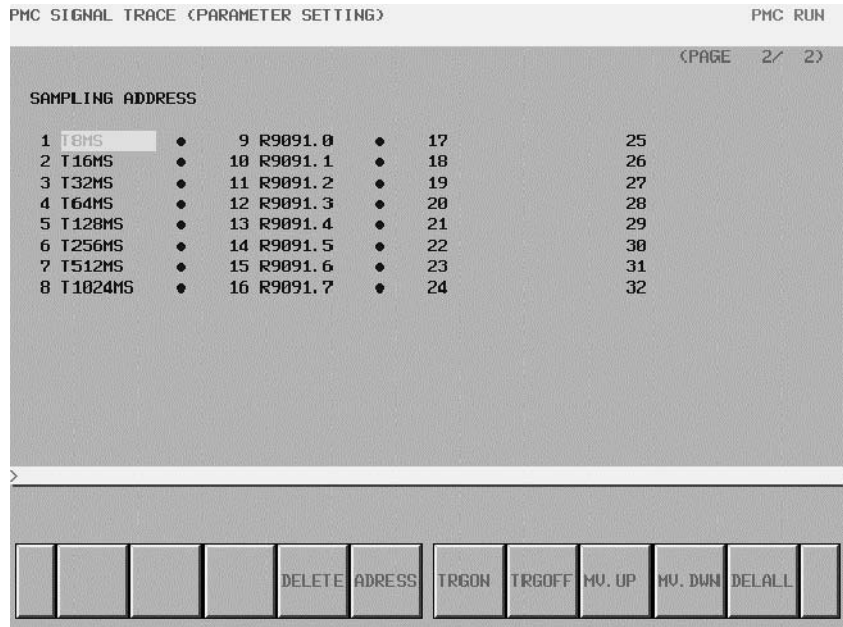 PMC SIGNAL TRACE (PARAMETER SETTING) PMC RUN
(PAGE 2/ 2)
SAMPLING ADDRESS
1 T8MS ● 9 R9091.0 ● 17 25
2 T16MS ● 10 R9091.1 ● 18 26
3 T32MS ● 11 R9091.2 ● 19 27
4 T64MS ● 12 R9091.3 ● 20 28
5 T128MS ● 13 R9091.4 ● 21 29
6 T256MS ● 14 R9091.5 ● 22 30
7 T512MS ● 15 R9091.6 ● 23 31
8 T1024MS ● 16 R9091.7 ● 24 32
>
DELETE ADRESS TRGON TRGOFF MV.UP MV.DWN DELALL